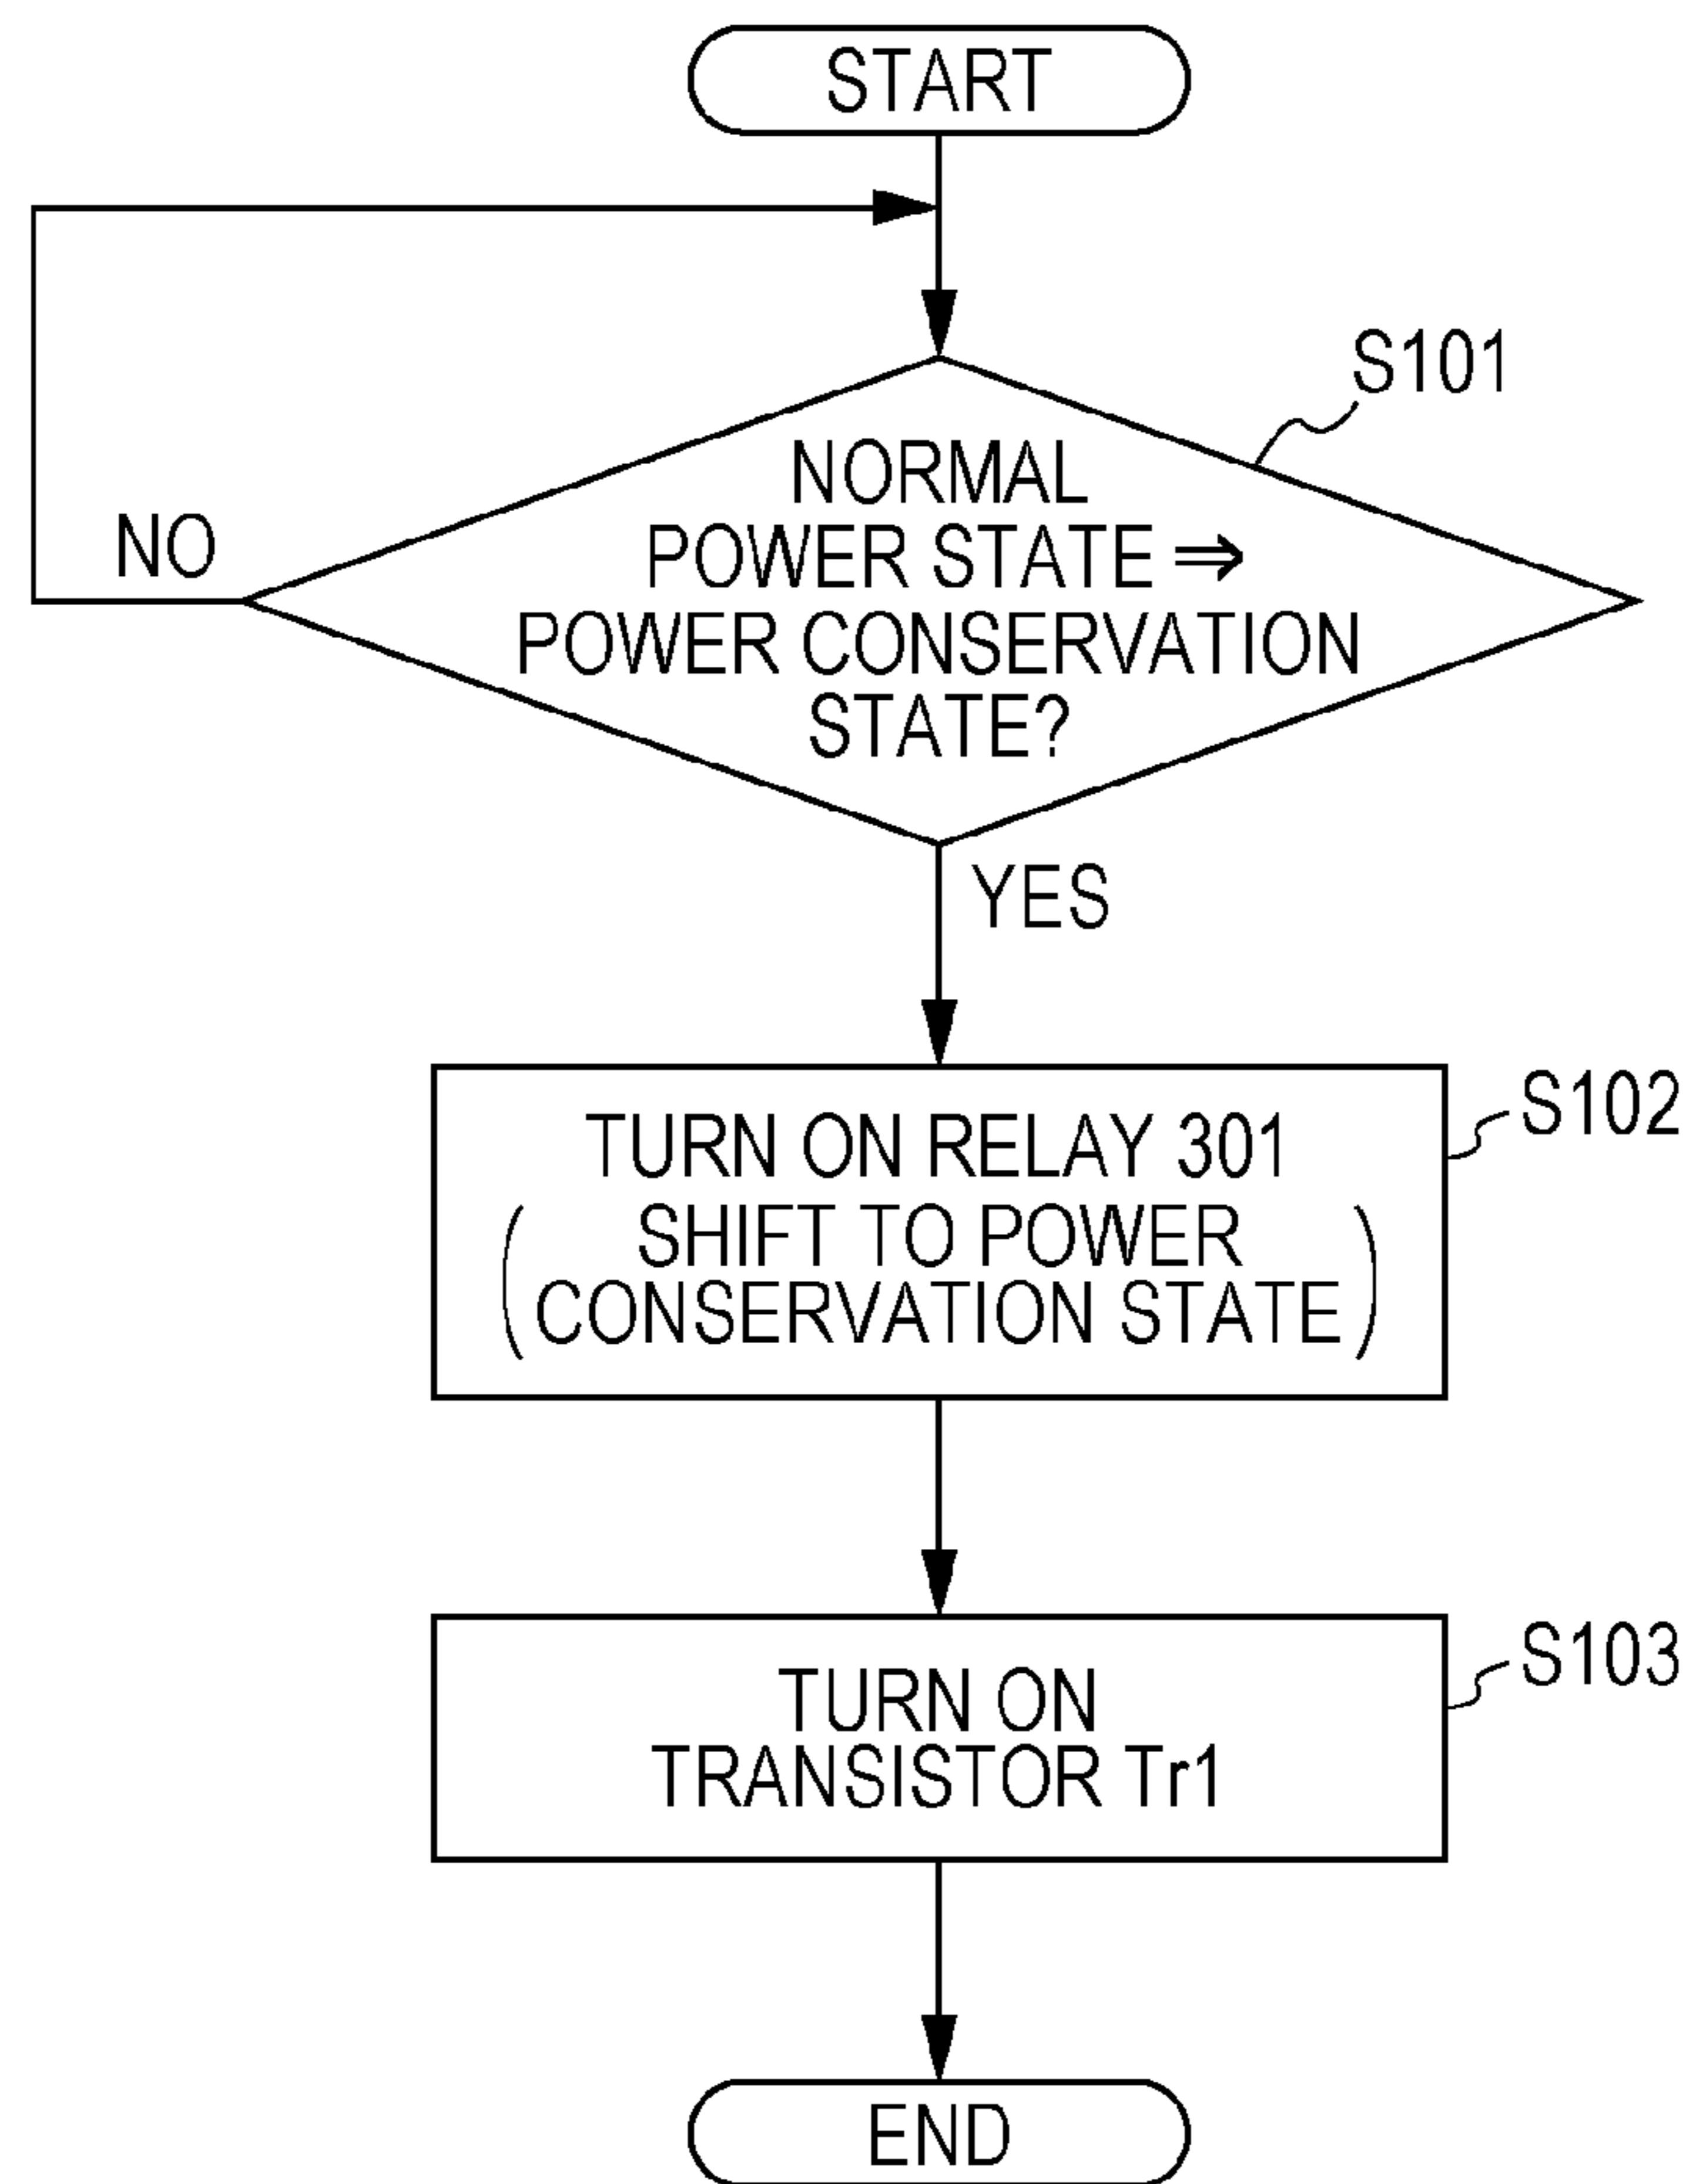 START
S101
NORMAL
POWER STATE ⇒
POWER CONSERVATION
STATE?
NO
YES
S102
TURN ON RELAY 301
(SHIFT TO POWER
CONSERVATION STATE)
S103
TURN ON
TRANSISTOR Tr1
END